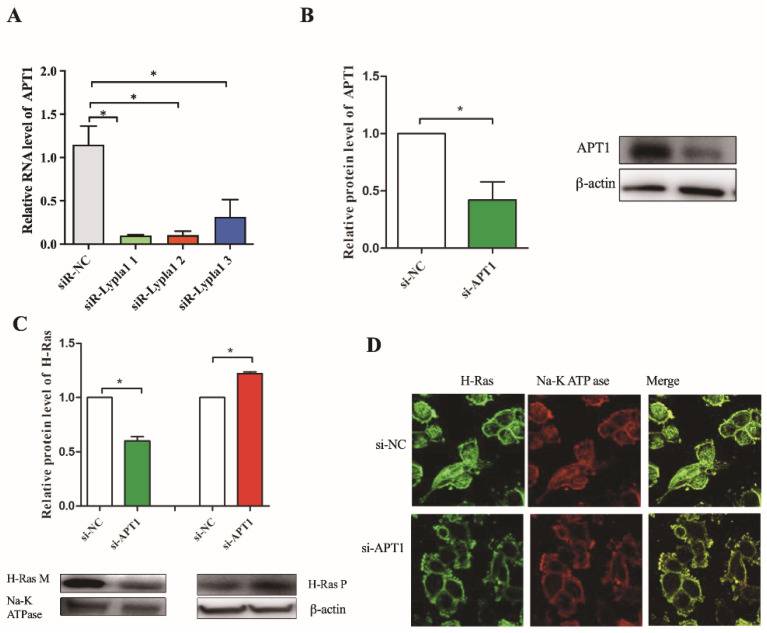 A
Relative RNA level of APT1
2.0
1.5
1.0
0.5
0.0
*
*
*
siR-NC
siR-Lypla1 1
siR-Lypla1 2
siR-Lypla1 3
B
Relative protein level of APT1
1.5
1.0
0.5
0.0
*
si-NC
si-APT1
APT1
β-actin
C
Relative protein level of H-Ras
1.5
1.0
0.5
0.0
*
*
si-NC
si-APT1
si-NC
si-APT1
H-Ras M
Na-K
ATPase
H-Ras P
β-actin
D
H-Ras
Na-K ATP ase
Merge
si-NC
si-APT1